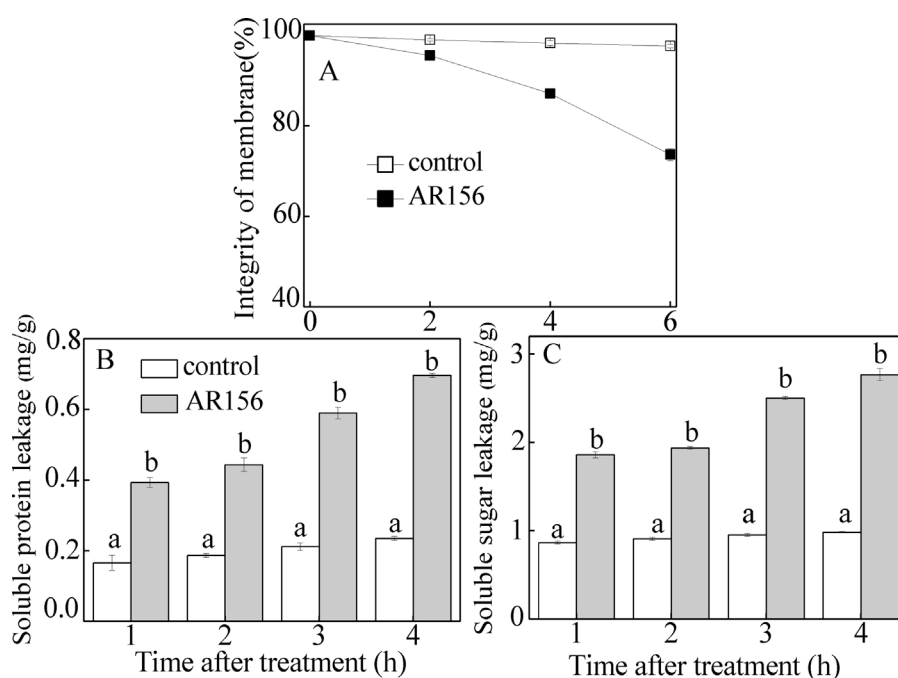 Integrity of membrane(%)
100
80
60
40
A
control
AR156
0 2 4 6
Soluble protein leakage (mg/g)
0.8
0.6
0.4
0.2
0.0
B
control
AR156
a b a b a b a b
1 2 3 4
Time after treatment (h)
Soluble sugar leakage (mg/g)
3
2
1
0
C
a b a b a b a b
1 2 3 4
Time after treatment (h)